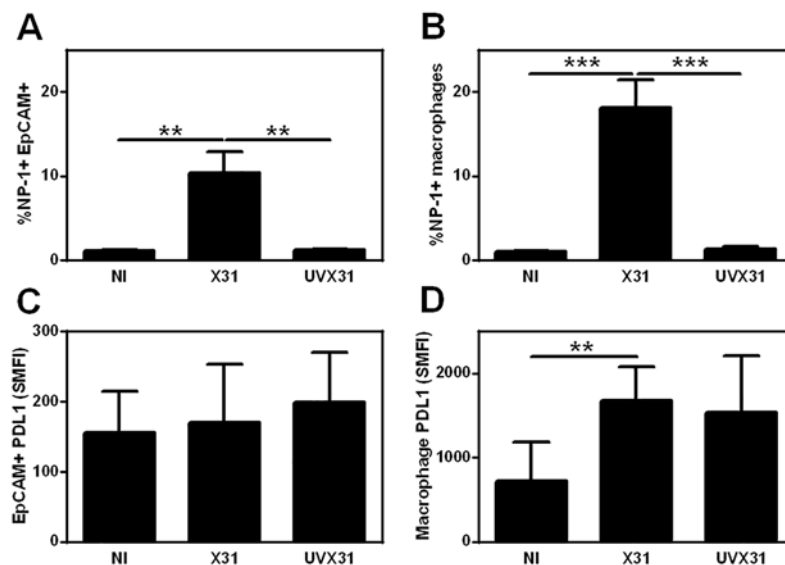 A
%NP-1+ EpCAM+
20
10
0
**
**
NI X31 UVX31
B
%NP-1+ macrophages
20
10
0
***
***
NI X31 UVX31
C
EpCAM+ PDL1 (SMFI)
300
200
100
0
NI X31 UVX31
D
Macrophage PDL1 (SMFI)
2000
1000
0
**
NI X31 UVX31